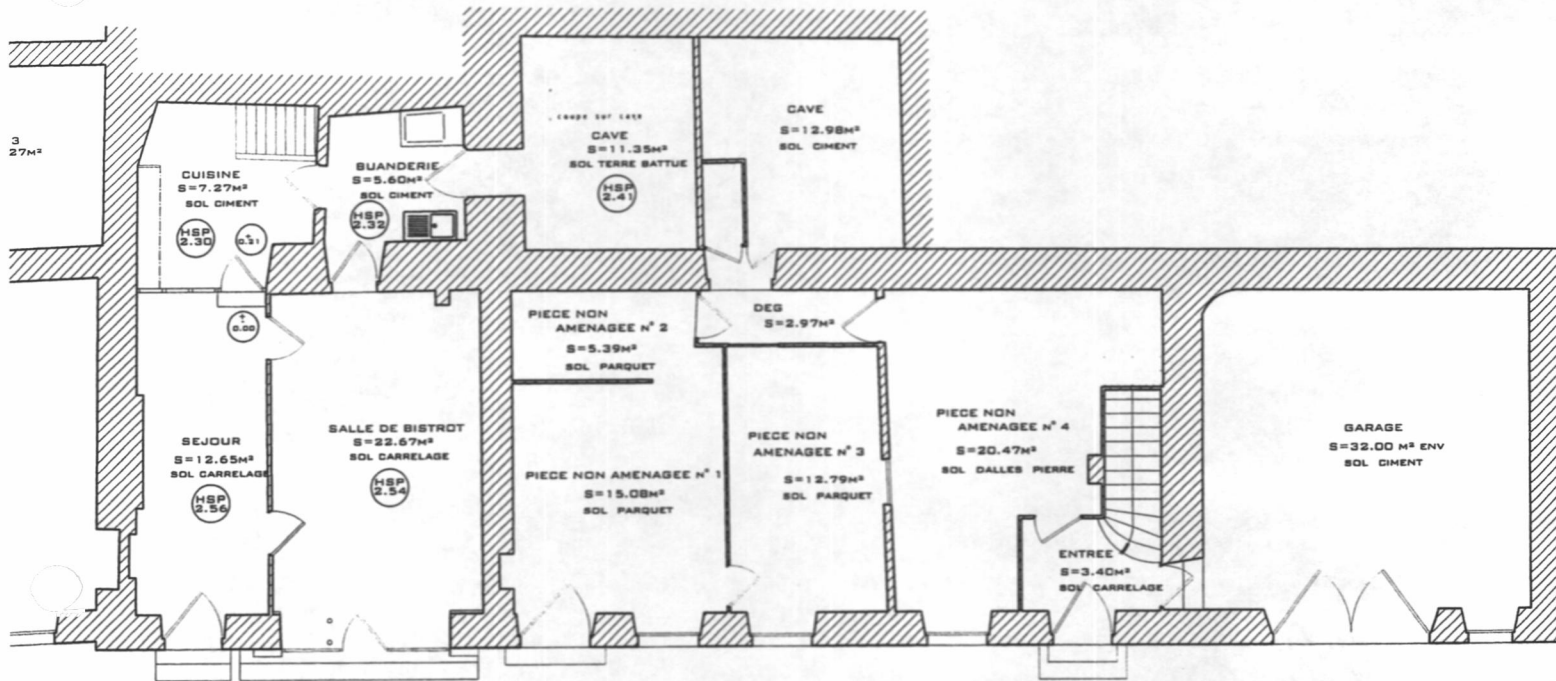 3
27M²
CUISINE
S=7.27M²
SOL CIMENT
HSP
2.30
+
0.21
BUANDERIE
S=5.60M²
SOL CIMENT
HSP
2.32
coupe sur cave
CAVE
S=11.35M²
SOL TERRE BATTUE
HSP
2.41
CAVE
S=12.98M²
SOL CIMENT
+
0.00
SEJOUR
S=12.65M²
SOL CARRELAGE
HSP
2.56
SALLE DE BISTROT
S=22.67M²
SOL CARRELAGE
HSP
2.54
PIECE NON
AMENAGEE N° 2
S=5.39M²
SOL PARQUET
DEG
S=2.97M²
PIECE NON AMENAGEE N° 1
S=15.08M²
SOL PARQUET
PIECE NON
AMENAGEE N° 3
S=12.79M²
SOL PARQUET
PIECE NON
AMENAGEE N° 4
S=20.47M²
SOL DALLES PIERRE
ENTREE
S=3.40M²
SOL CARRELAGE
GARAGE
S=32.00 M² ENV
SOL CIMENT